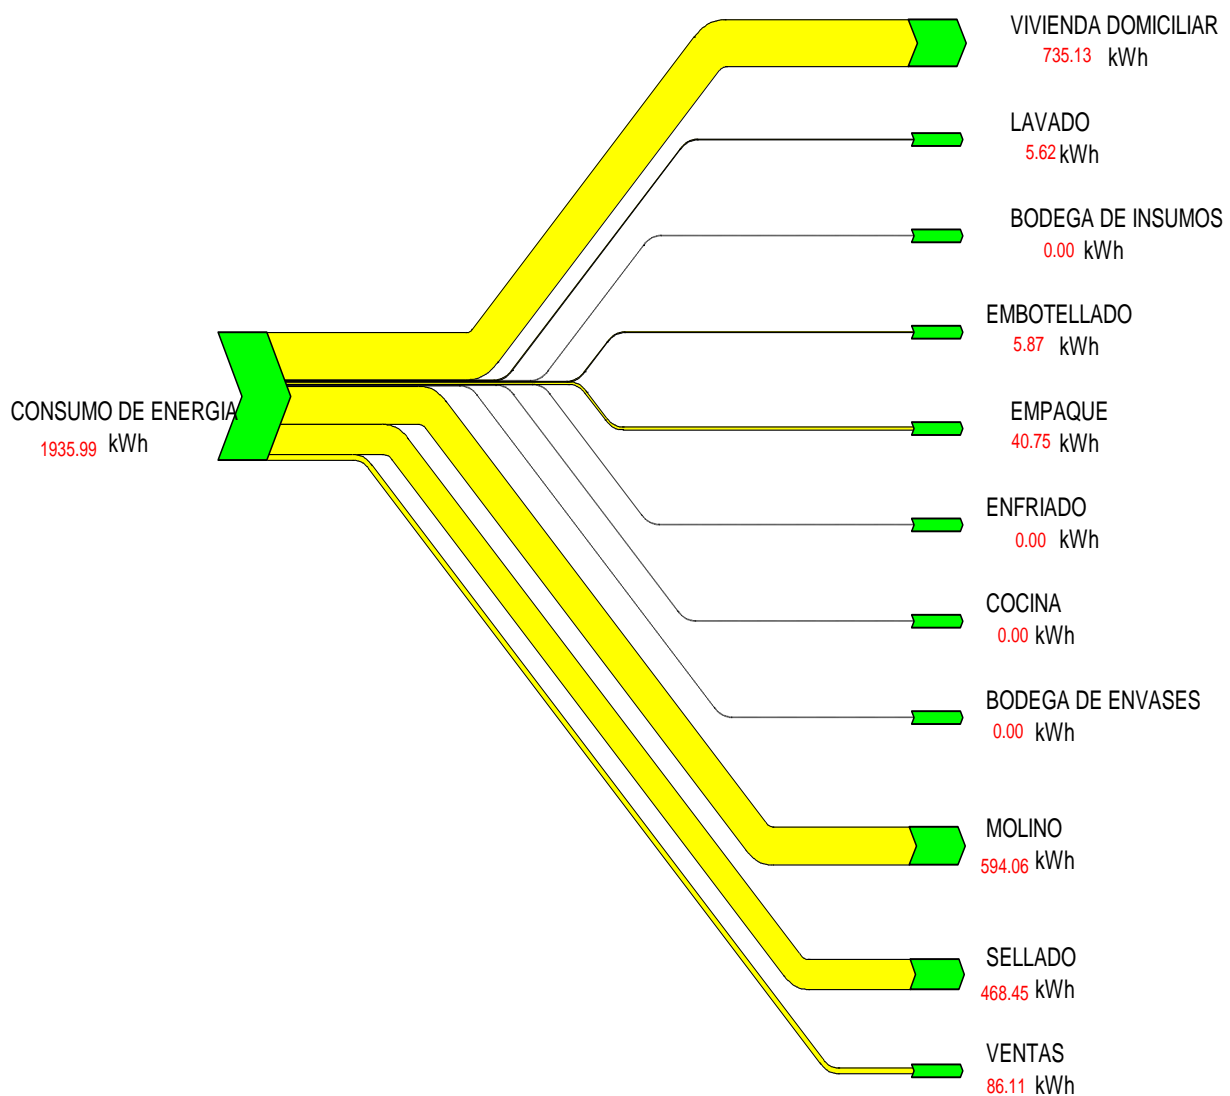 VIVIENDA DOMICILIAR
735.13 kWh
LAVADO
5.62 kWh
BODEGA DE INSUMOS
0.00 kWh
EMBOTELLADO
5.87 kWh
CONSUMO DE ENERGIA
1935.99 kWh
EMPAQUE
40.75 kWh
ENFRIADO
0.00 kWh
COCINA
0.00 kWh
BODEGA DE ENVASES
0.00 kWh
MOLINO
594.06 kWh
SELLADO
468.45 kWh
VENTAS
86.11 kWh